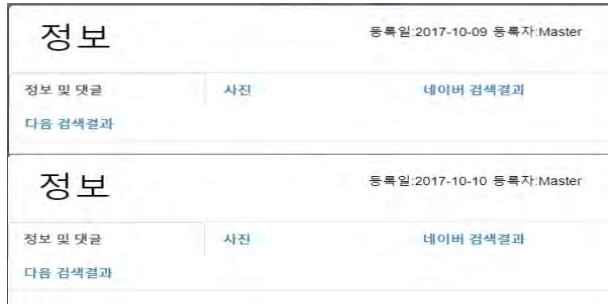 정보 등록일:2017-10-09 등록자:Master
정보 및 댓글 사진 네이버 검색결과
다음 검색결과
정보 등록일:2017-10-10 등록자:Master
정보 및 댓글 사진 네이버 검색결과
다음 검색결과